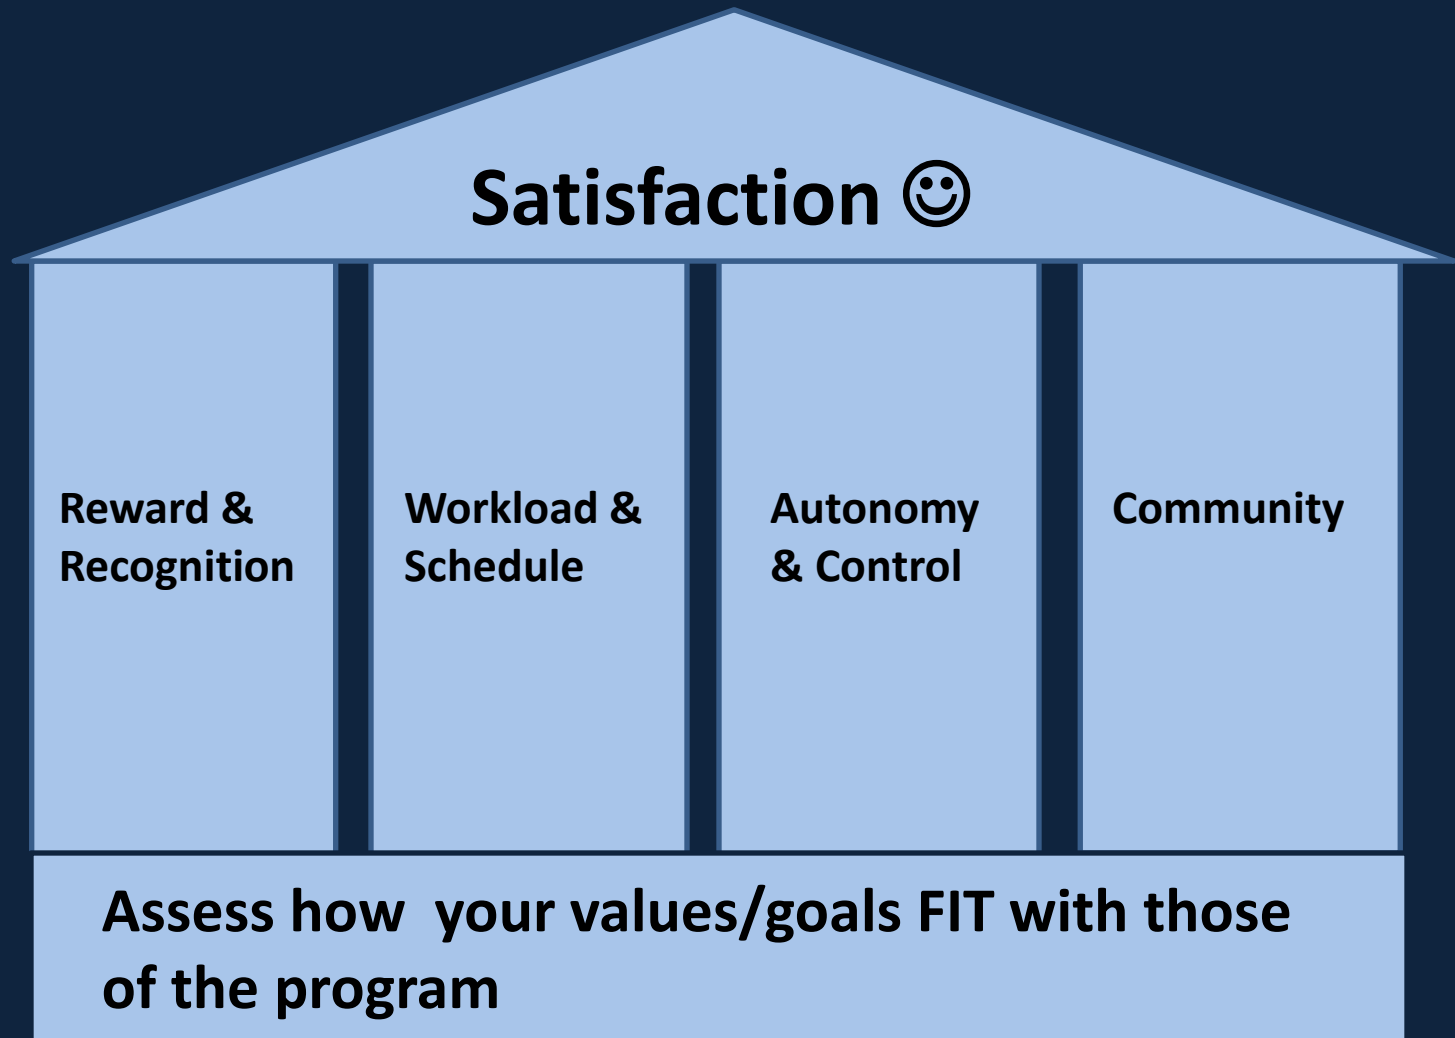 Satisfaction ☺
Reward &
Recognition
Workload &
Schedule
Autonomy
& Control
Community
Assess how  your values/goals FIT with those
of the program